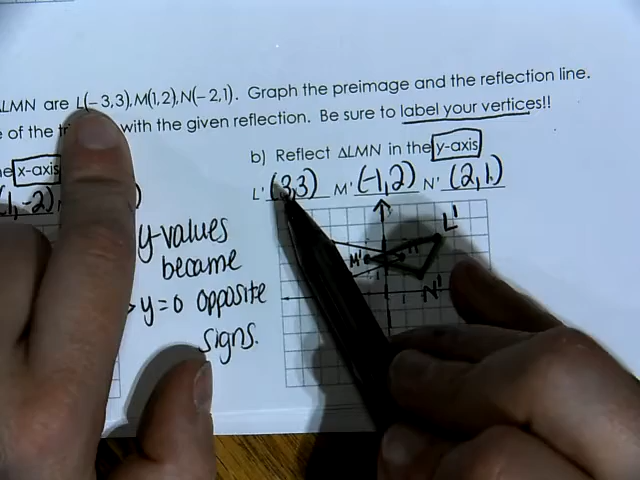 ΔLMN are L(−3,3), M(1,2), N(−2,1). Graph the preimage and the reflection line.
e of the with the given reflection. Be sure to label your vertices!!
b) Reflect ΔLMN in the y-axis
x-axis
L' (3,3) M' (-1,2) N' (2,1)
1,-2)
y-values
became
y=0 opposite
signs.
L'
M'
N'